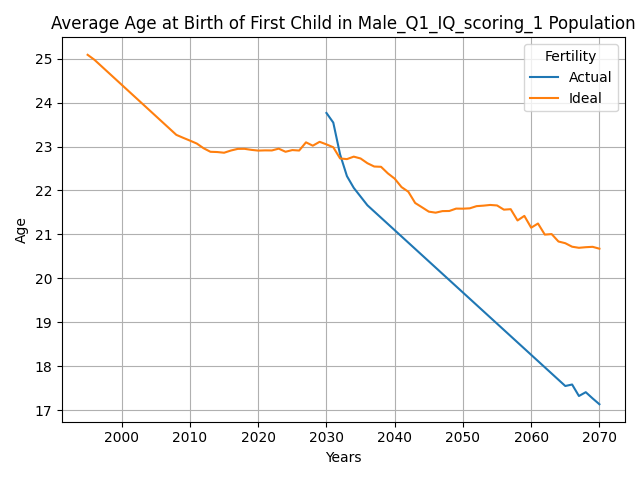 Average Age at Birth of First Child in Male_Q1_IQ_scoring_1 Population
Fertility
Actual
Ideal
25
24
23
22
21
20
19
18
17
Age
2000
2010
2020
2030
2040
2050
2060
2070
Years